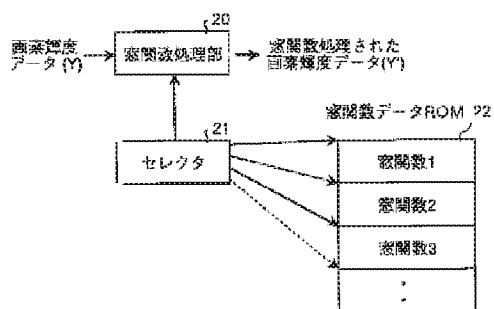 20
画素輝度
データ(Y)
窓関数処理部
窓関数処理された
画素輝度データ(Y')
21
セレクタ
窓関数データROM 22
窓関数1
窓関数2
窓関数3